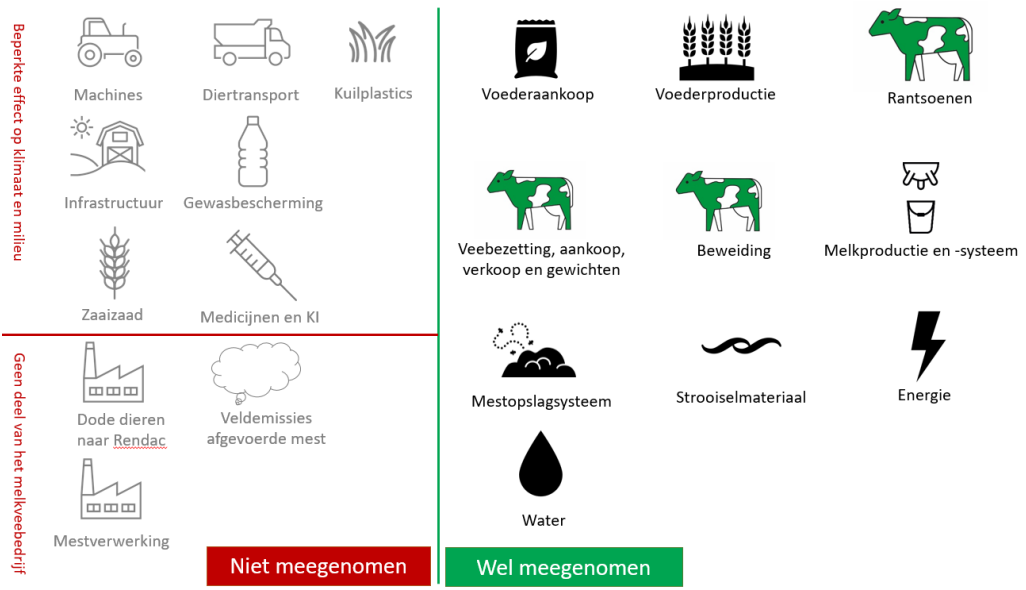 Beperkte effect op klimaat en milieu
Machines
Diertransport
Kuilplastics
Infrastructuur
Gewasbescherming
Zaaizaad
Medicijnen en KI
Geen deel van het melkveebedrijf
Dode dieren
naar Rendac
Veldemissies
afgevoerde mest
Mestverwerking
Niet meegenomen
Voederaankoop
Voederproductie
Rantsoenen
Veebezetting, aankoop,
verkoop en gewichten
Beweiding
Melkproductie en -systeem
Mestopslagsysteem
Strooiselmateriaal
Energie
Water
Wel meegenomen